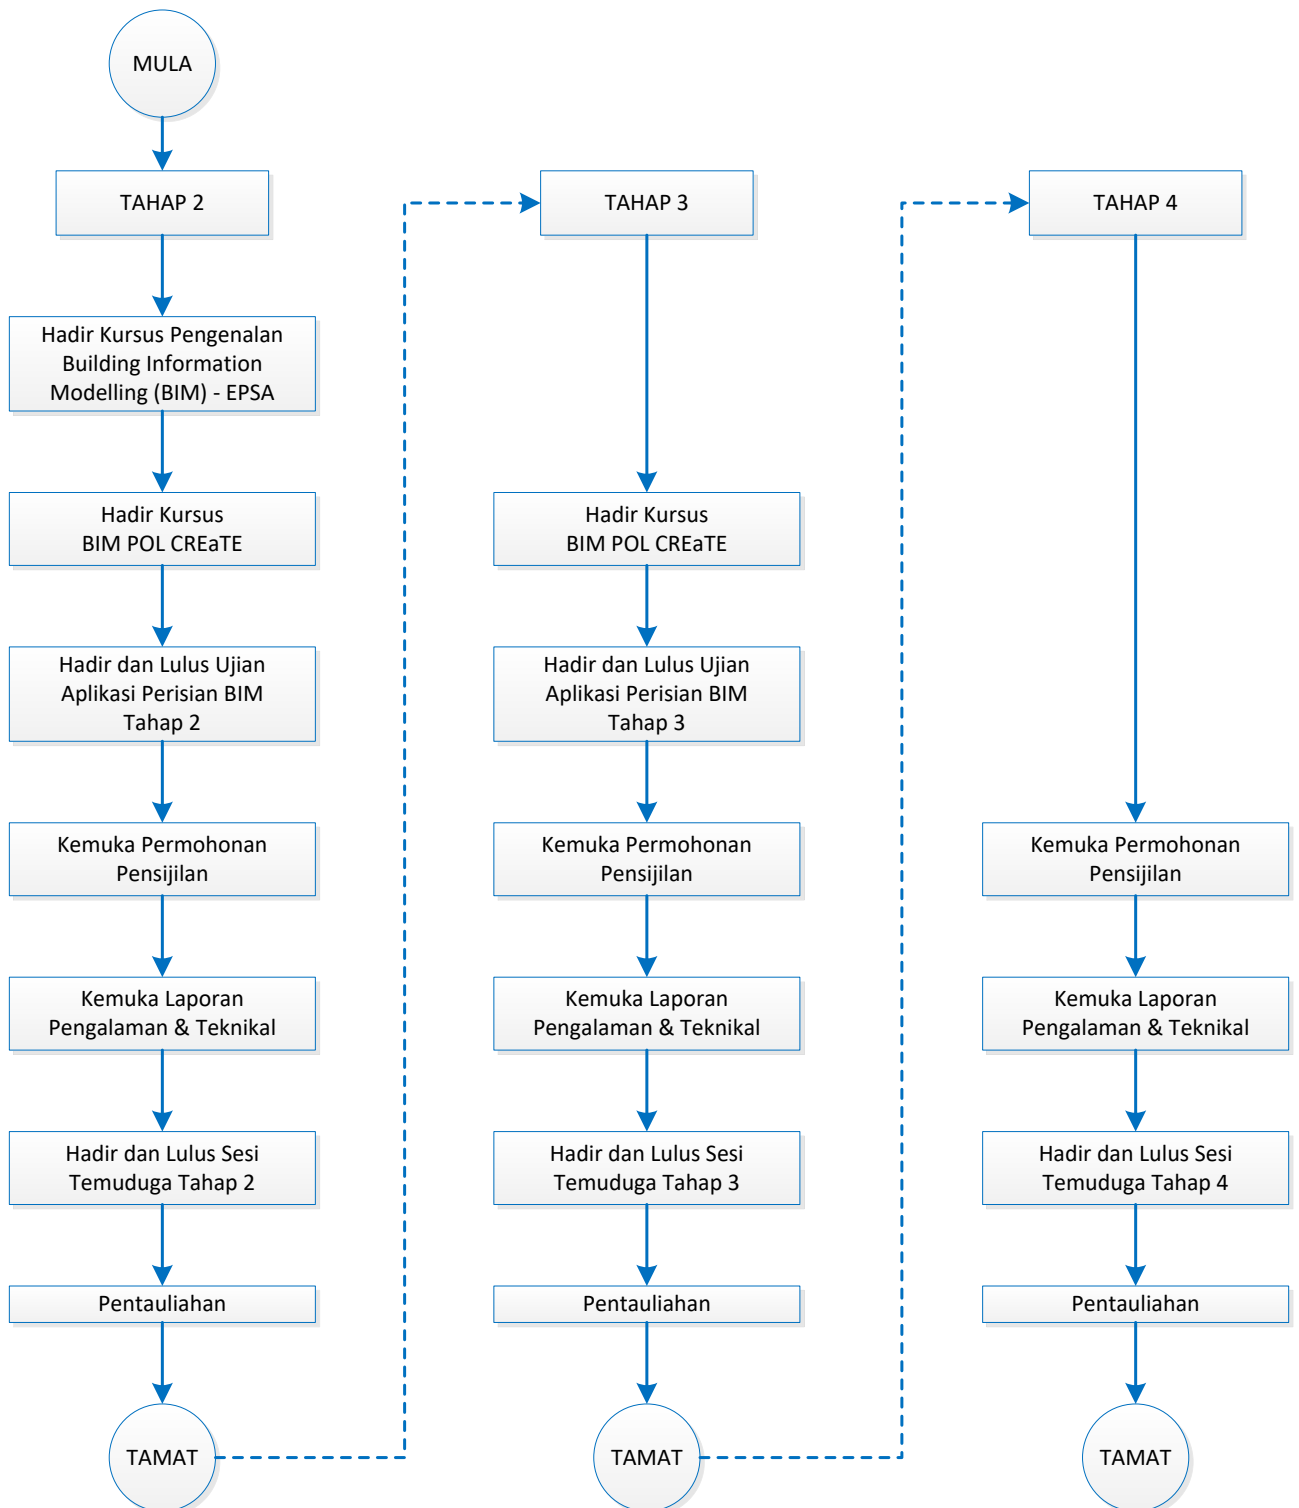 MULA
TAHAP 2
Hadir Kursus Pengenalan
Building Information
Modelling (BIM) - EPSA
Hadir Kursus
BIM POL CREaTE
Hadir dan Lulus Ujian
Aplikasi Perisian BIM
Tahap 2
Kemuka Permohonan
Pensijilan
Kemuka Laporan
Pengalaman & Teknikal
Hadir dan Lulus Sesi
Temuduga Tahap 2
Pentauliahan
TAMAT
TAHAP 3
Hadir Kursus
BIM POL CREaTE
Hadir dan Lulus Ujian
Aplikasi Perisian BIM
Tahap 3
Kemuka Permohonan
Pensijilan
Kemuka Laporan
Pengalaman & Teknikal
Hadir dan Lulus Sesi
Temuduga Tahap 3
Pentauliahan
TAMAT
TAHAP 4
Kemuka Permohonan
Pensijilan
Kemuka Laporan
Pengalaman & Teknikal
Hadir dan Lulus Sesi
Temuduga Tahap 4
Pentauliahan
TAMAT